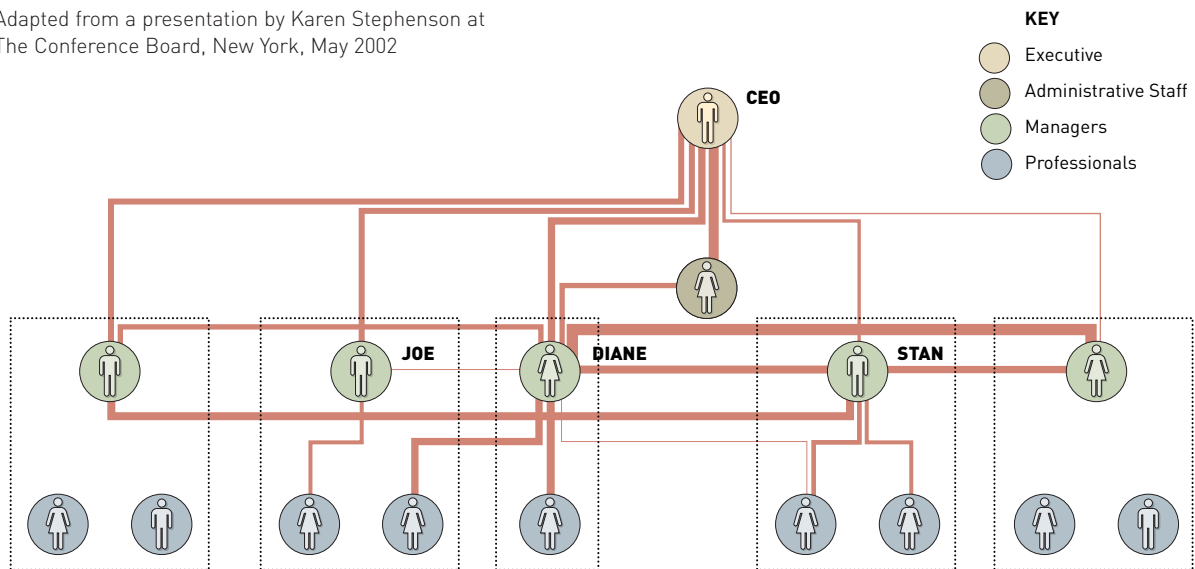 Adapted from a presentation by Karen Stephenson at
The Conference Board, New York, May 2002
KEY
Executive
Administrative Staff
Managers
Professionals
CEO
JOE
DIANE
STAN